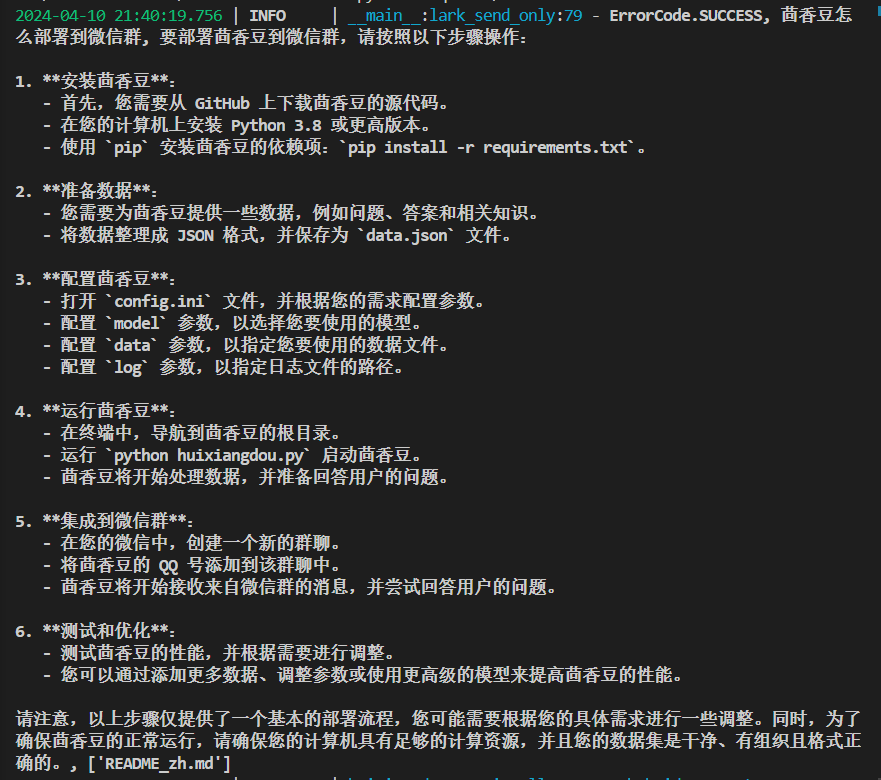 2024-04-10 21:40:19.756 | INFO     | __main__:lark_send_only:79 - ErrorCode.SUCCESS, 茴香豆怎
么部署到微信群, 要部署茴香豆到微信群，请按照以下步骤操作：
1. **安装茴香豆**：
- 首先，您需要从 GitHub 上下载茴香豆的源代码。
- 在您的计算机上安装 Python 3.8 或更高版本。
- 使用 `pip` 安装茴香豆的依赖项：`pip install -r requirements.txt`。
2. **准备数据**：
- 您需要为茴香豆提供一些数据，例如问题、答案和相关知识。
- 将数据整理成 JSON 格式，并保存为 `data.json` 文件。
3. **配置茴香豆**：
- 打开 `config.ini` 文件，并根据您的需求配置参数。
- 配置 `model` 参数，以选择您要使用的模型。
- 配置 `data` 参数，以指定您要使用的数据文件。
- 配置 `log` 参数，以指定日志文件的路径。
4. **运行茴香豆**：
- 在终端中，导航到茴香豆的根目录。
- 运行 `python huixiangdou.py` 启动茴香豆。
- 茴香豆将开始处理数据，并准备回答用户的问题。
5. **集成到微信群**：
- 在您的微信中，创建一个新的群聊。
- 将茴香豆的 QQ 号添加到该群聊中。
- 茴香豆将开始接收来自微信群的消息，并尝试回答用户的问题。
6. **测试和优化**：
- 测试茴香豆的性能，并根据需要进行调整。
- 您可以通过添加更多数据、调整参数或使用更高级的模型来提高茴香豆的性能。
请注意，以上步骤仅提供了一个基本的部署流程，您可能需要根据您的具体需求进行一些调整。同时，为了
确保茴香豆的正常运行，请确保您的计算机具有足够的计算资源，并且您的数据集是干净、有组织且格式正
确的。, ['README_zh.md']